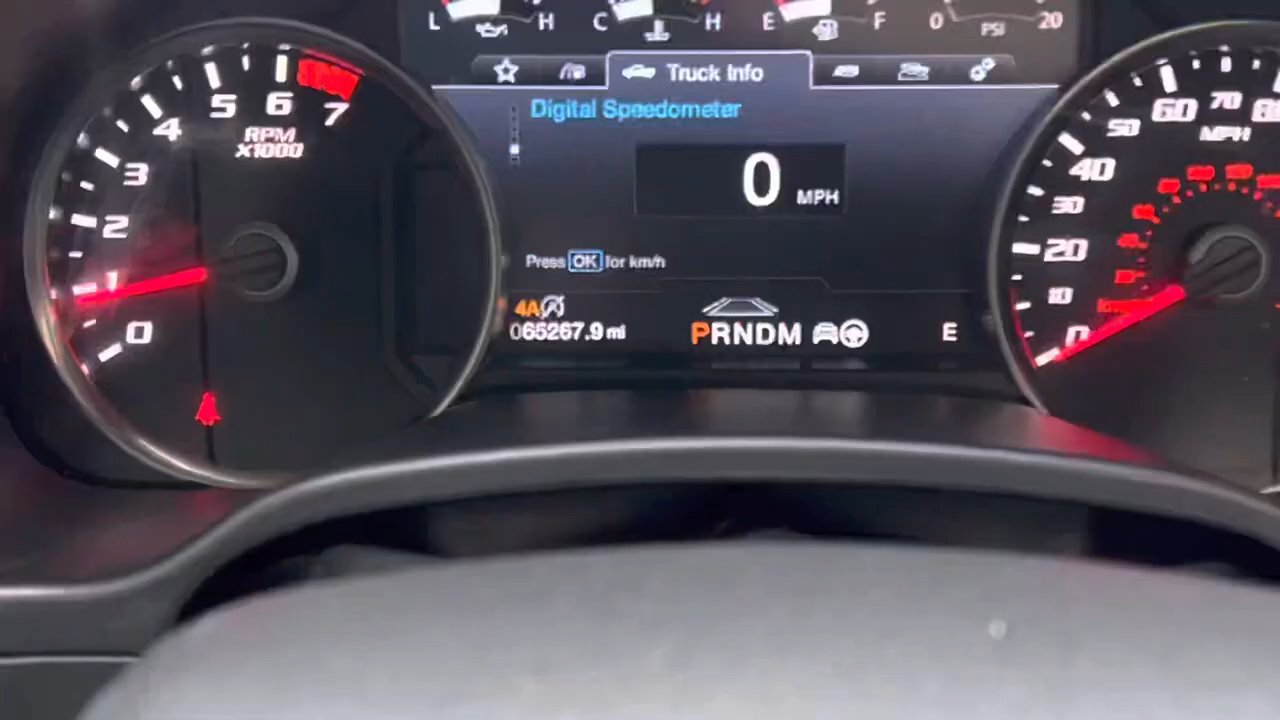 L H C H E F 0 PSI 20
Truck Info
Digital Speedometer
0 MPH
Press OK for km/h
4A
065267.9 mi
PRNDM
E
0 1 2 3 4 5 6 7
RPM
X1000
0 10 20 30 40 50 60 70 80
MPH